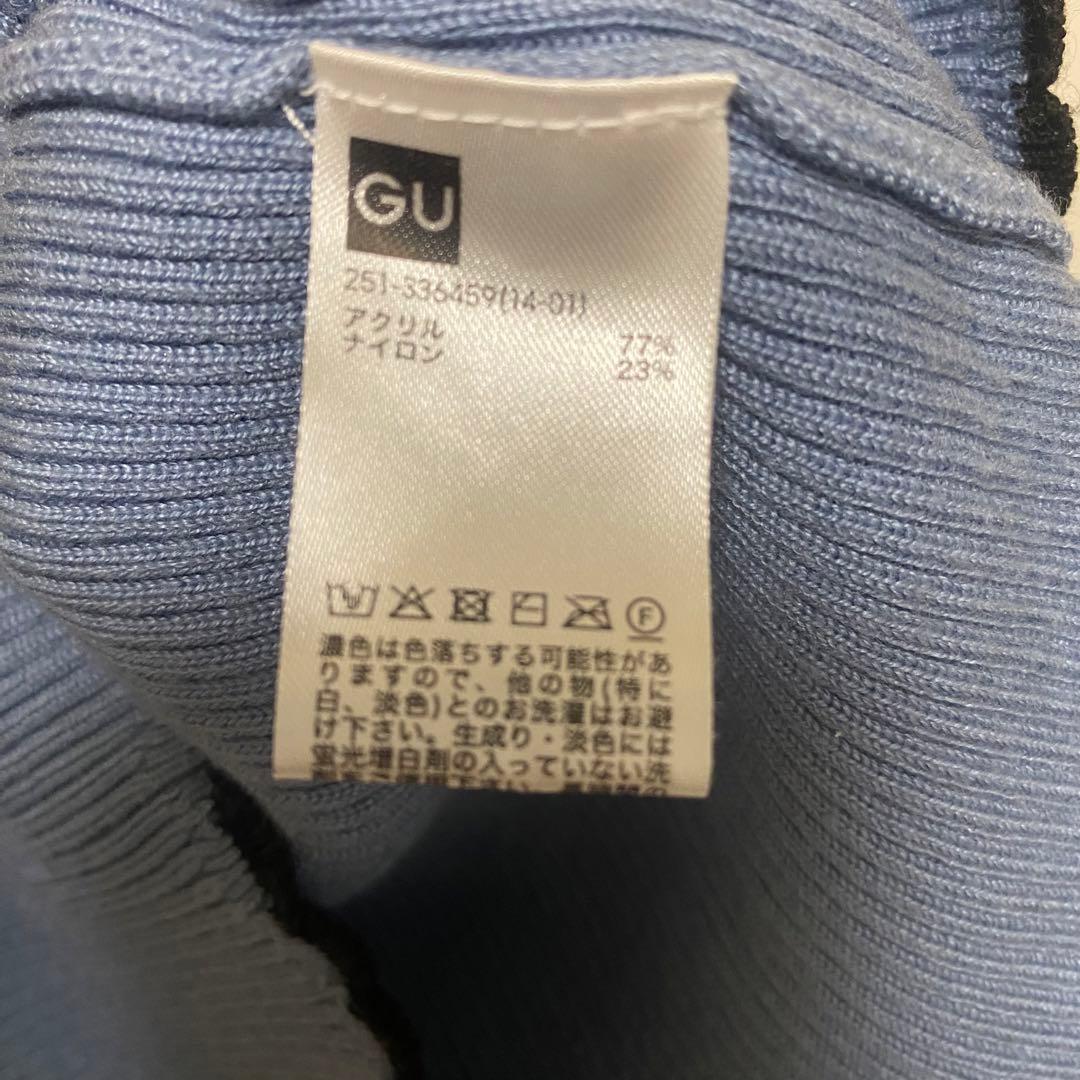 GU
251-336459(14-01)
アクリル 77%
ナイロン 23%
F
濃色は色落ちする可能性があ
りますので、他の物(特に
白、淡色)とのお洗濯はお避
け下さい。生成り・淡色には
蛍光増白剤の入っていない洗